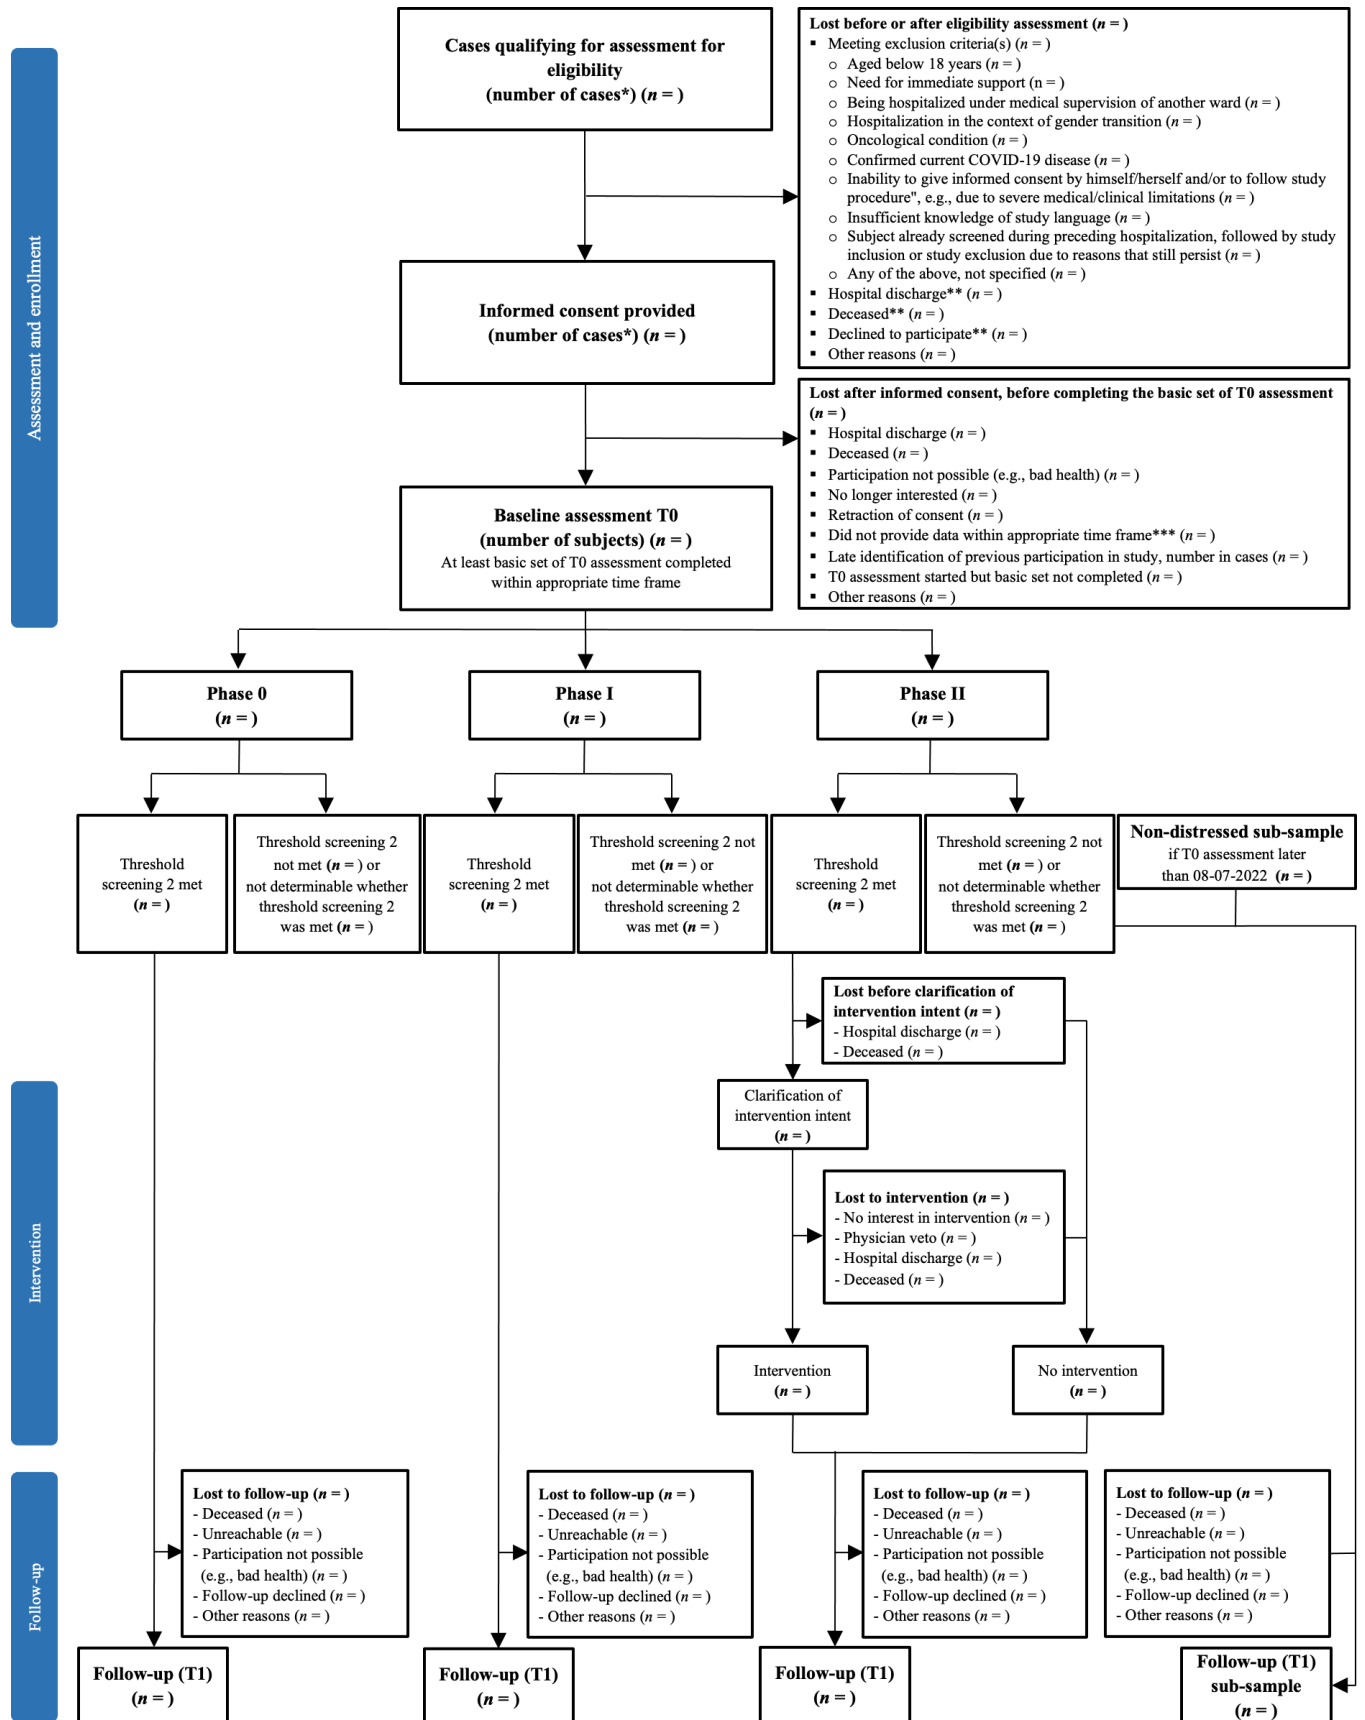 Assessment and enrollment
Cases qualifying for assessment for
eligibility
(number of cases*) (n = )
Lost before or after eligibility assessment (n = )
▪ Meeting exclusion criteria(s) (n = )
o Aged below 18 years (n = )
o Need for immediate support (n = )
o Being hospitalized under medical supervision of another ward (n = )
o Hospitalization in the context of gender transition (n = )
o Oncological condition (n = )
o Confirmed current COVID-19 disease (n = )
o Inability to give informed consent by himself/herself and/or to follow study
procedure", e.g., due to severe medical/clinical limitations (n = )
o Insufficient knowledge of study language (n = )
o Subject already screened during preceding hospitalization, followed by study
inclusion or study exclusion due to reasons that still persist (n = )
o Any of the above, not specified (n = )
▪ Hospital discharge** (n = )
▪ Deceased** (n = )
▪ Declined to participate** (n = )
▪ Other reasons (n = )
Informed consent provided
(number of cases*) (n = )
Lost after informed consent, before completing the basic set of T0 assessment
(n = )
▪ Hospital discharge (n = )
▪ Deceased (n = )
▪ Participation not possible (e.g., bad health) (n = )
▪ No longer interested (n = )
▪ Retraction of consent (n = )
▪ Did not provide data within appropriate time frame*** (n = )
▪ Late identification of previous participation in study, number in cases (n = )
▪ T0 assessment started but basic set not completed (n = )
▪ Other reasons (n = )
Baseline assessment T0
(number of subjects) (n = )
At least basic set of T0 assessment completed
within appropriate time frame
Phase 0
(n = )
Phase I
(n = )
Phase II
(n = )
Threshold
screening 2 met
(n = )
Threshold screening 2
not met (n = ) or
not determinable whether
threshold screening 2
was met (n = )
Threshold
screening 2 met
(n = )
Threshold screening 2 not
met (n = ) or
not determinable whether
threshold screening 2
was met (n = )
Threshold
screening 2 met
(n = )
Threshold screening 2 not
met (n = ) or
not determinable whether
threshold screening 2
was met (n = )
Non-distressed sub-sample
if T0 assessment later
than 08-07-2022 (n = )
Intervention
Lost before clarification of
intervention intent (n = )
- Hospital discharge (n = )
- Deceased (n = )
Clarification of
intervention intent
(n = )
Lost to intervention (n = )
- No interest in intervention (n = )
- Physician veto (n = )
- Hospital discharge (n = )
- Deceased (n = )
Intervention
(n = )
No intervention
(n = )
Follow-up
Lost to follow-up (n = )
- Deceased (n = )
- Unreachable (n = )
- Participation not possible
(e.g., bad health) (n = )
- Follow-up declined (n = )
- Other reasons (n = )
Lost to follow-up (n = )
- Deceased (n = )
- Unreachable (n = )
- Participation not possible
(e.g., bad health) (n = )
- Follow-up declined (n = )
- Other reasons (n = )
Lost to follow-up (n = )
- Deceased (n = )
- Unreachable (n = )
- Participation not possible
(e.g., bad health) (n = )
- Follow-up declined (n = )
- Other reasons (n = )
Lost to follow-up (n = )
- Deceased (n = )
- Unreachable (n = )
- Participation not possible
(e.g., bad health) (n = )
- Follow-up declined (n = )
- Other reasons (n = )
Follow-up (T1)
(n = )
Follow-up (T1)
(n = )
Follow-up (T1)
(n = )
Follow-up (T1)
sub-sample
(n = )